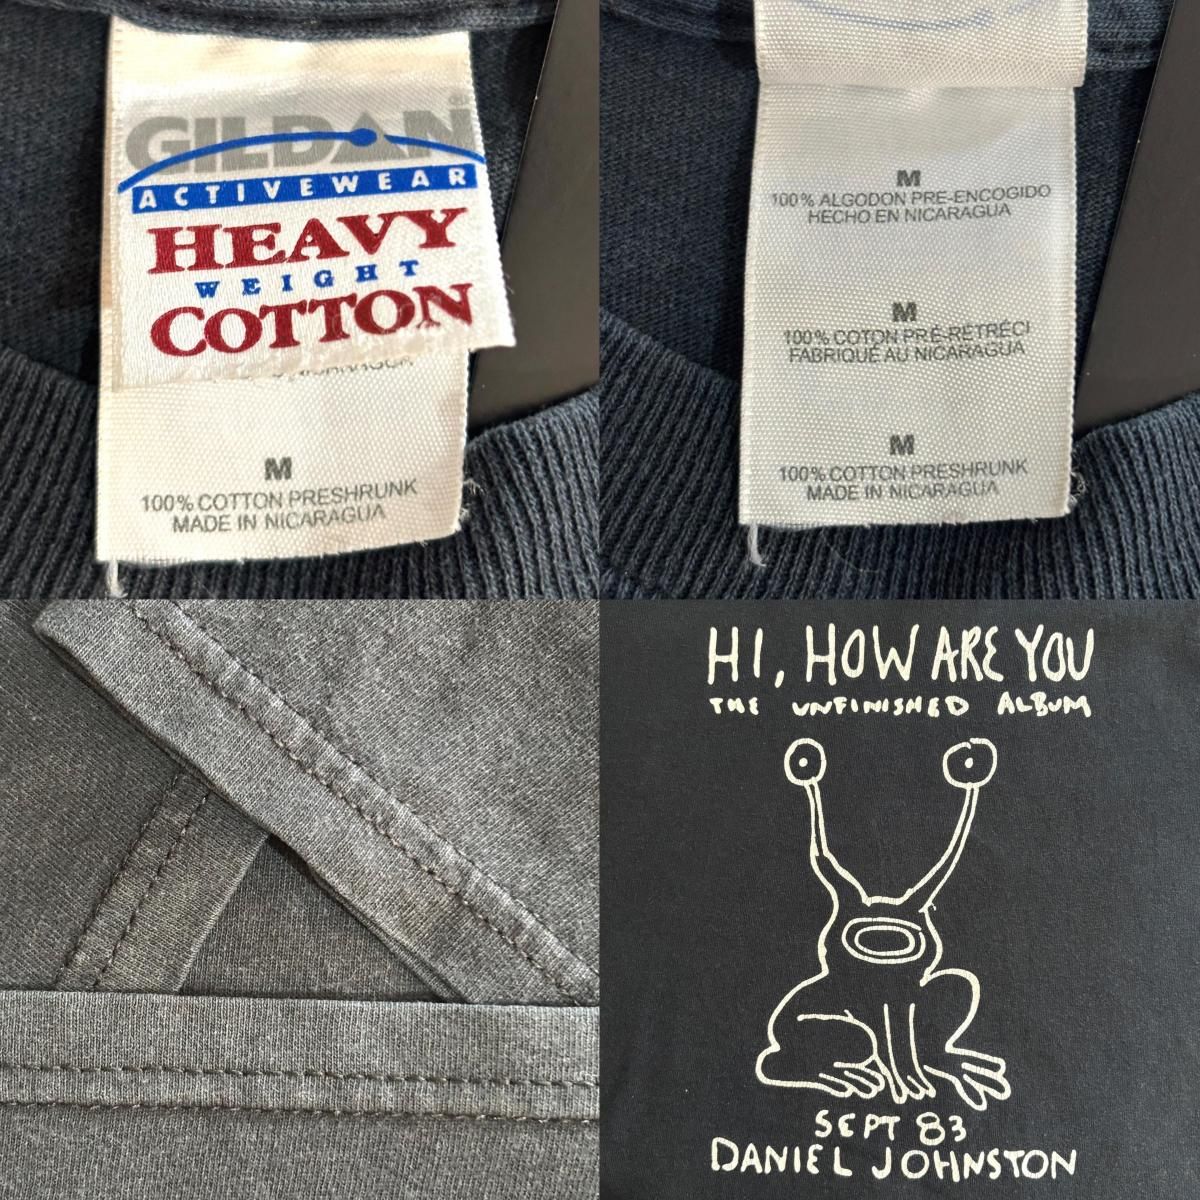 GILDAN
ACTIVEWEAR
HEAVY
WEIGHT
COTTON
M
100% COTTON PRESHRUNK
MADE IN NICARAGUA
M
100% ALGODON PRE-ENCOGIDO
HECHO EN NICARAGUA
M
100% COTON PRÉ-RÉTRÉCI
FABRIQUÉ AU NICARAGUA
M
100% COTTON PRESHRUNK
MADE IN NICARAGUA
HI, HOW ARE YOU
THE UNFINISHED ALBUM
SEPT 83
DANIEL JOHNSTON